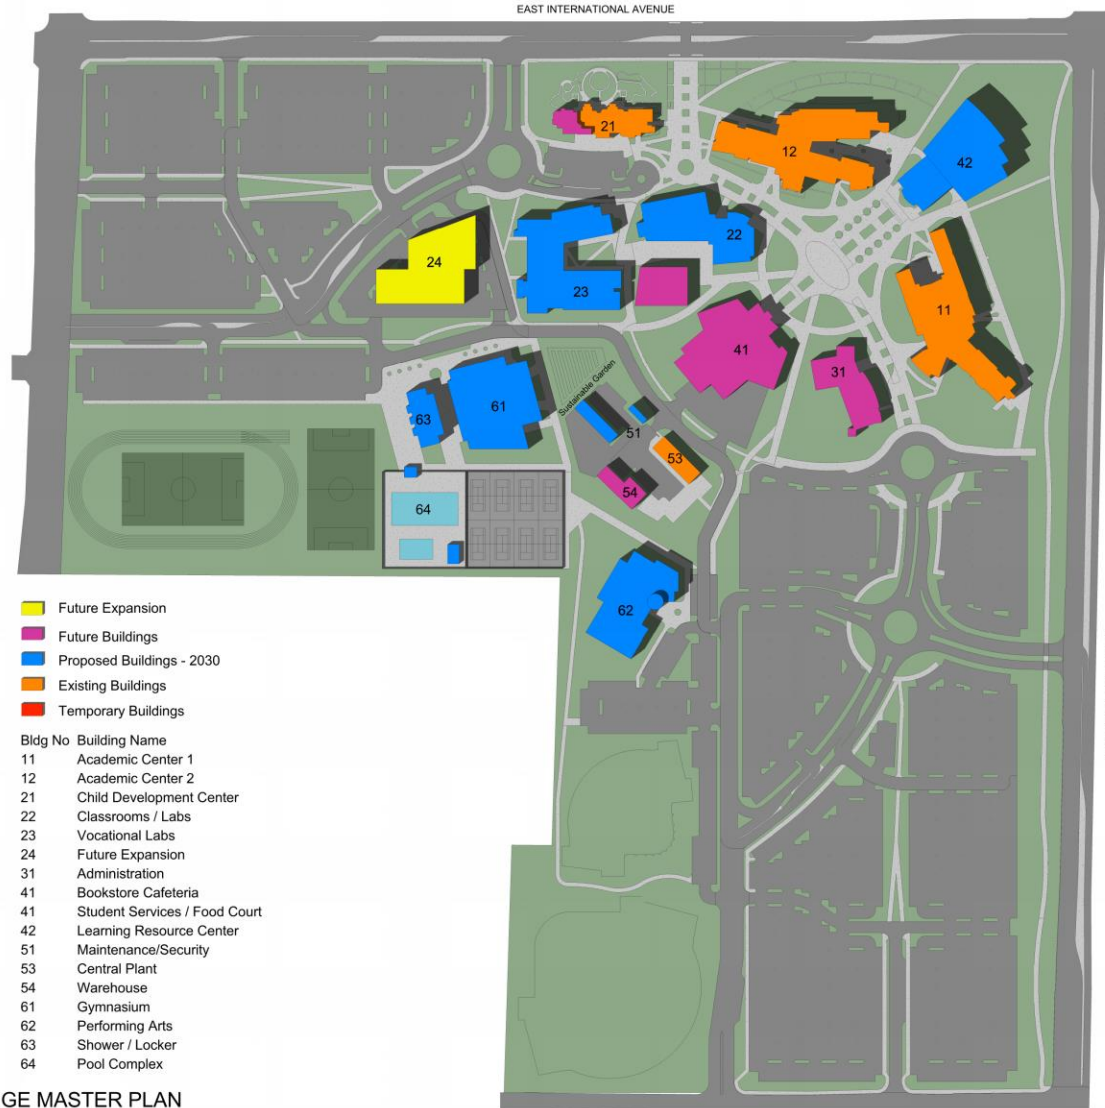 EAST INTERNATIONAL AVENUE
21
12
42
22
24
23
11
41
31
Sustainable Garden
61
63
51
53
54
64
62
Future Expansion
Future Buildings
Proposed Buildings - 2030
Existing Buildings
Temporary Buildings
Bldg No Building Name
11 Academic Center 1
12 Academic Center 2
21 Child Development Center
22 Classrooms / Labs
23 Vocational Labs
24 Future Expansion
31 Administration
41 Bookstore Cafeteria
41 Student Services / Food Court
42 Learning Resource Center
51 Maintenance/Security
53 Central Plant
54 Warehouse
61 Gymnasium
62 Performing Arts
63 Shower / Locker
64 Pool Complex
GE MASTER PLAN